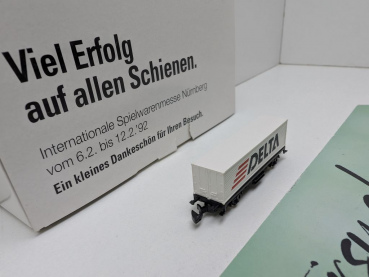 Viel Erfolg
auf allen Schienen.
Internationale Spielwarenmesse Nürnberg
vom 6.2. bis 12.2.'92
Ein kleines Dankeschön für Ihren Besuch.
DELTA